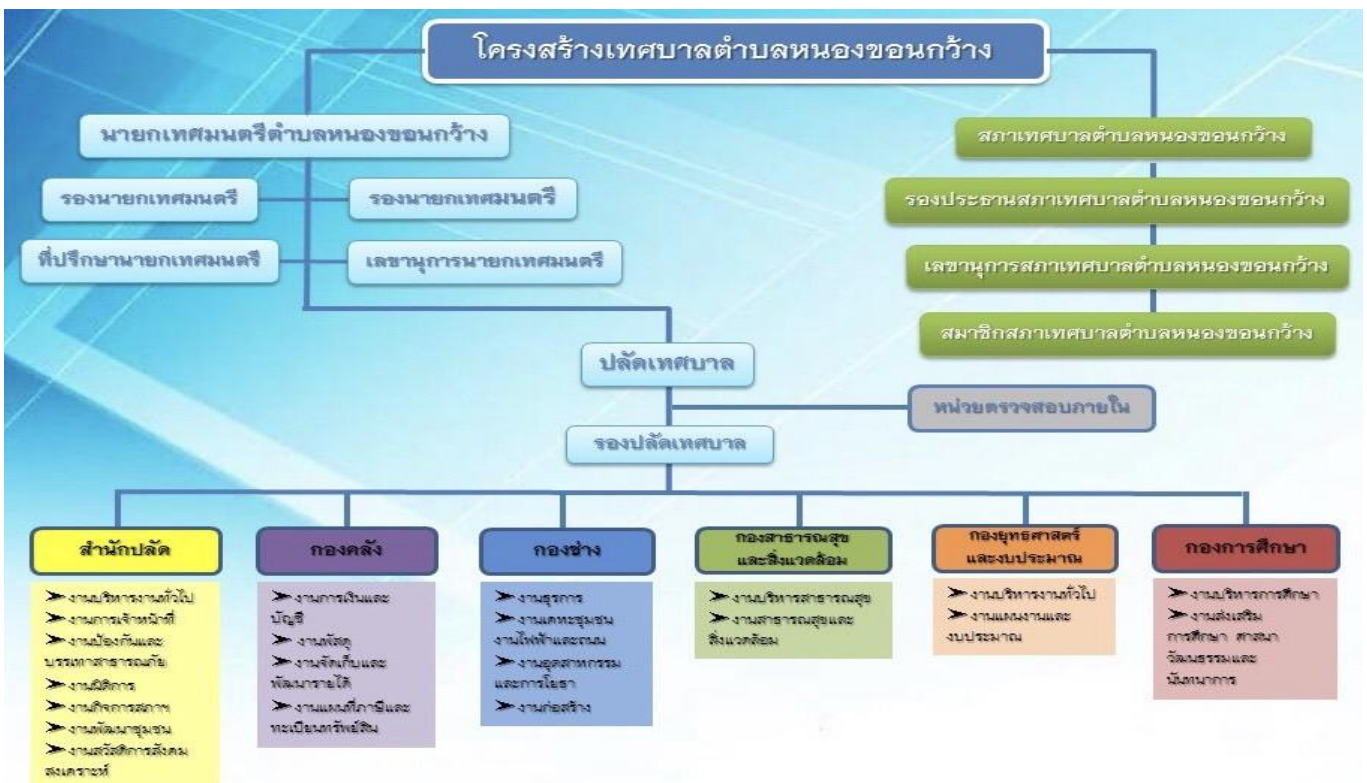 โครงสร้างเทศบาลตำบลหนองขอนกว้าง
นายกเทศมนตรีตำบลหนองขอนกว้าง
สภาเทศบาลตำบลหนองขอนกว้าง
รองนายกเทศมนตรี
รองนายกเทศมนตรี
รองประธานสภาเทศบาลตำบลหนองขอนกว้าง
ที่ปรึกษานายกเทศมนตรี
เลขานุการนายกเทศมนตรี
เลขานุการสภาเทศบาลตำบลหนองขอนกว้าง
สมาชิกสภาเทศบาลตำบลหนองขอนกว้าง
ปลัดเทศบาล
หน่วยตรวจสอบภายใน
รองปลัดเทศบาล
สำนักปลัด
➤งานบริหารงานทั่วไป
➤งานการเจ้าหน้าที่
➤งานป้องกันและ
บรรเทาสาธารณภัย
➤งานนิติการ
➤งานกิจการสภาฯ
➤งานพัฒนาชุมชน
➤งานสวัสดิการสังคม
สงเคราะห์
กองคลัง
➤งานการเงินและ
บัญชี
➤งานพัสดุ
➤งานจัดเก็บและ
พัฒนารายได้
➤งานแผนที่ภาษีและ
ทะเบียนทรัพย์สิน
กองช่าง
➤งานธุรการ
➤งานเคหะชุมชน
งานไฟฟ้าและถนน
➤งานอุตสาหกรรม
และการโยธา
➤งานก่อสร้าง
กองสาธารณสุข
และสิ่งแวดล้อม
➤งานบริหารสาธารณสุข
➤งานสาธารณสุขและ
สิ่งแวดล้อม
กองยุทธศาสตร์
และงบประมาณ
➤งานบริหารงานทั่วไป
➤งานแผนงานและ
งบประมาณ
กองการศึกษา
➤งานบริหารการศึกษา
➤งานส่งเสริม
การศึกษา ศาสนา
วัฒนธรรมและ
นันทนาการ